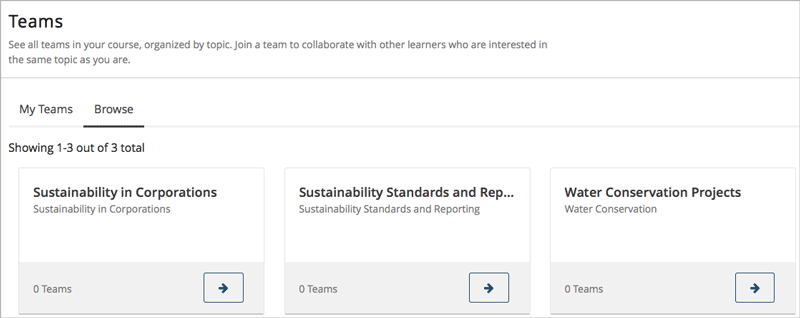 Teams
See all teams in your course, organized by topic. Join a team to collaborate with other learners who are interested in
the same topic as you are.
My Teams Browse
Showing 1-3 out of 3 total
Sustainability in Corporations
Sustainability in Corporations
0 Teams
Sustainability Standards and Rep...
Sustainability Standards and Reporting
0 Teams
Water Conservation Projects
Water Conservation
0 Teams